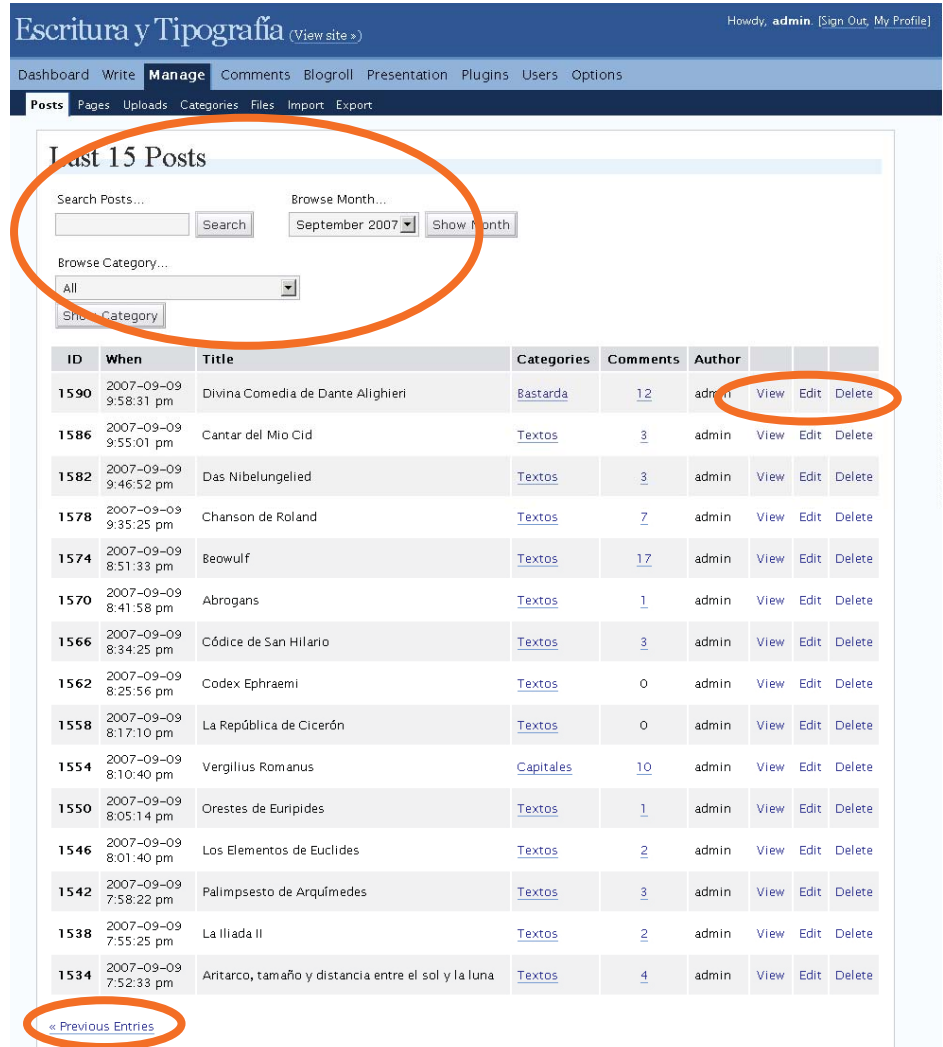 Escritura y Tipografía (View site »)
Howdy, admin. [Sign Out, My Profile]
Dashboard Write Manage Comments Blogroll Presentation Plugins Users Options
Posts Pages Uploads Categories Files Import Export
Last 15 Posts
Search Posts... Browse Month...
Search September 2007 Show Month
Browse Category...
All
Show Category
ID When Title Categories Comments Author
1590 2007-09-09 9:58:31 pm Divina Comedia de Dante Alighieri Bastarda 12 admin View Edit Delete
1586 2007-09-09 9:55:01 pm Cantar del Mio Cid Textos 3 admin View Edit Delete
1582 2007-09-09 9:46:52 pm Das Nibelungelied Textos 3 admin View Edit Delete
1578 2007-09-09 9:35:25 pm Chanson de Roland Textos 7 admin View Edit Delete
1574 2007-09-09 8:51:33 pm Beowulf Textos 17 admin View Edit Delete
1570 2007-09-09 8:41:58 pm Abrogans Textos 1 admin View Edit Delete
1566 2007-09-09 8:34:25 pm Códice de San Hilario Textos 3 admin View Edit Delete
1562 2007-09-09 8:25:56 pm Codex Ephraemi Textos 0 admin View Edit Delete
1558 2007-09-09 8:17:10 pm La República de Cicerón Textos 0 admin View Edit Delete
1554 2007-09-09 8:10:40 pm Vergilius Romanus Capitales 10 admin View Edit Delete
1550 2007-09-09 8:05:14 pm Orestes de Euripides Textos 1 admin View Edit Delete
1546 2007-09-09 8:01:40 pm Los Elementos de Euclides Textos 2 admin View Edit Delete
1542 2007-09-09 7:58:22 pm Palimpsesto de Arquímedes Textos 3 admin View Edit Delete
1538 2007-09-09 7:55:25 pm La Iliada II Textos 2 admin View Edit Delete
1534 2007-09-09 7:52:33 pm Aritarco, tamaño y distancia entre el sol y la luna Textos 4 admin View Edit Delete
« Previous Entries